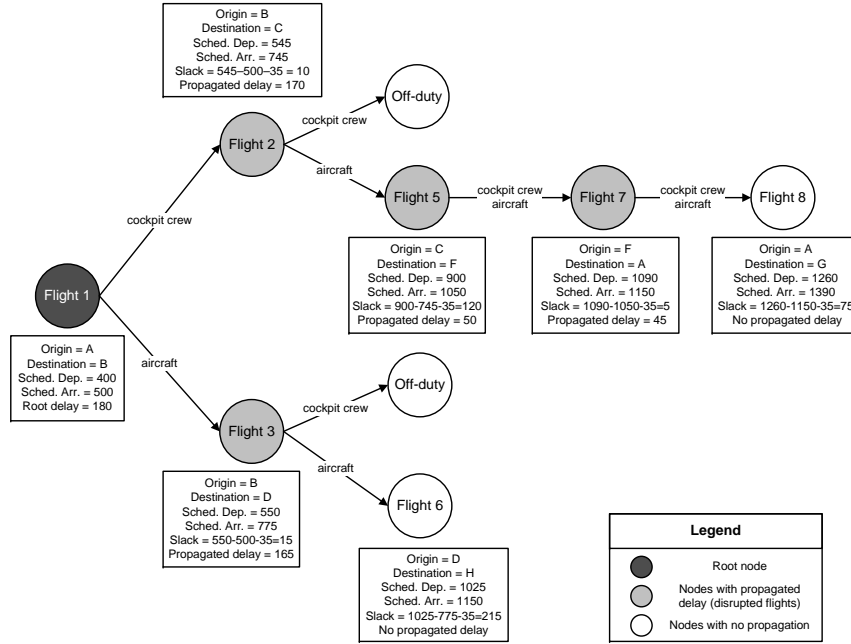 Origin = B
Destination = C
Sched. Dep. = 545
Sched. Arr. = 745
Slack = 545–500–35 = 10
Propagated delay = 170
Off-duty
cockpit crew
Flight 2
aircraft
Flight 5
cockpit crew
aircraft
Flight 7
cockpit crew
aircraft
Flight 8
cockpit crew
Origin = C
Destination = F
Sched. Dep. = 900
Sched. Arr. = 1050
Slack = 900-745-35=120
Propagated delay = 50
Origin = F
Destination = A
Sched. Dep. = 1090
Sched. Arr. = 1150
Slack = 1090-1050-35=5
Propagated delay = 45
Origin = A
Destination = G
Sched. Dep. = 1260
Sched. Arr. = 1390
Slack = 1260-1150-35=75
No propagated delay
Flight 1
Origin = A
Destination = B
Sched. Dep. = 400
Sched. Arr. = 500
Root delay = 180
aircraft
Off-duty
cockpit crew
Flight 3
aircraft
Origin = B
Destination = D
Sched. Dep. = 550
Sched. Arr. = 775
Slack = 550-500-35=15
Propagated delay = 165
Flight 6
Origin = D
Destination = H
Sched. Dep. = 1025
Sched. Arr. = 1150
Slack = 1025-775-35=215
No propagated delay
Legend
Root node
Nodes with propagated
delay (disrupted flights)
Nodes with no propagation